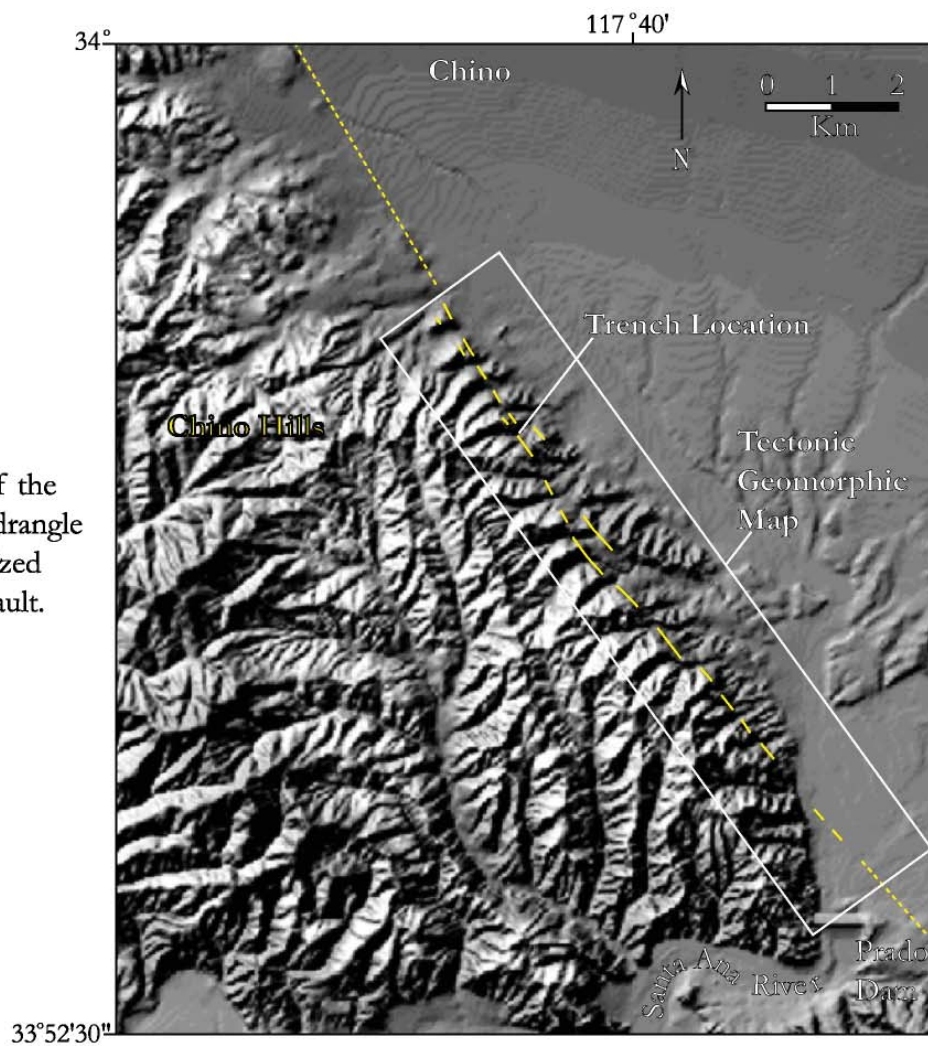 117°40'
34°
Chino
0 1 2
Km
N
Trench Location
Chino Hills
Tectonic
Geomorphic
Map
f the
drangle
zed
ault.
Prado
Dam
Santa Ana River
33°52'30"